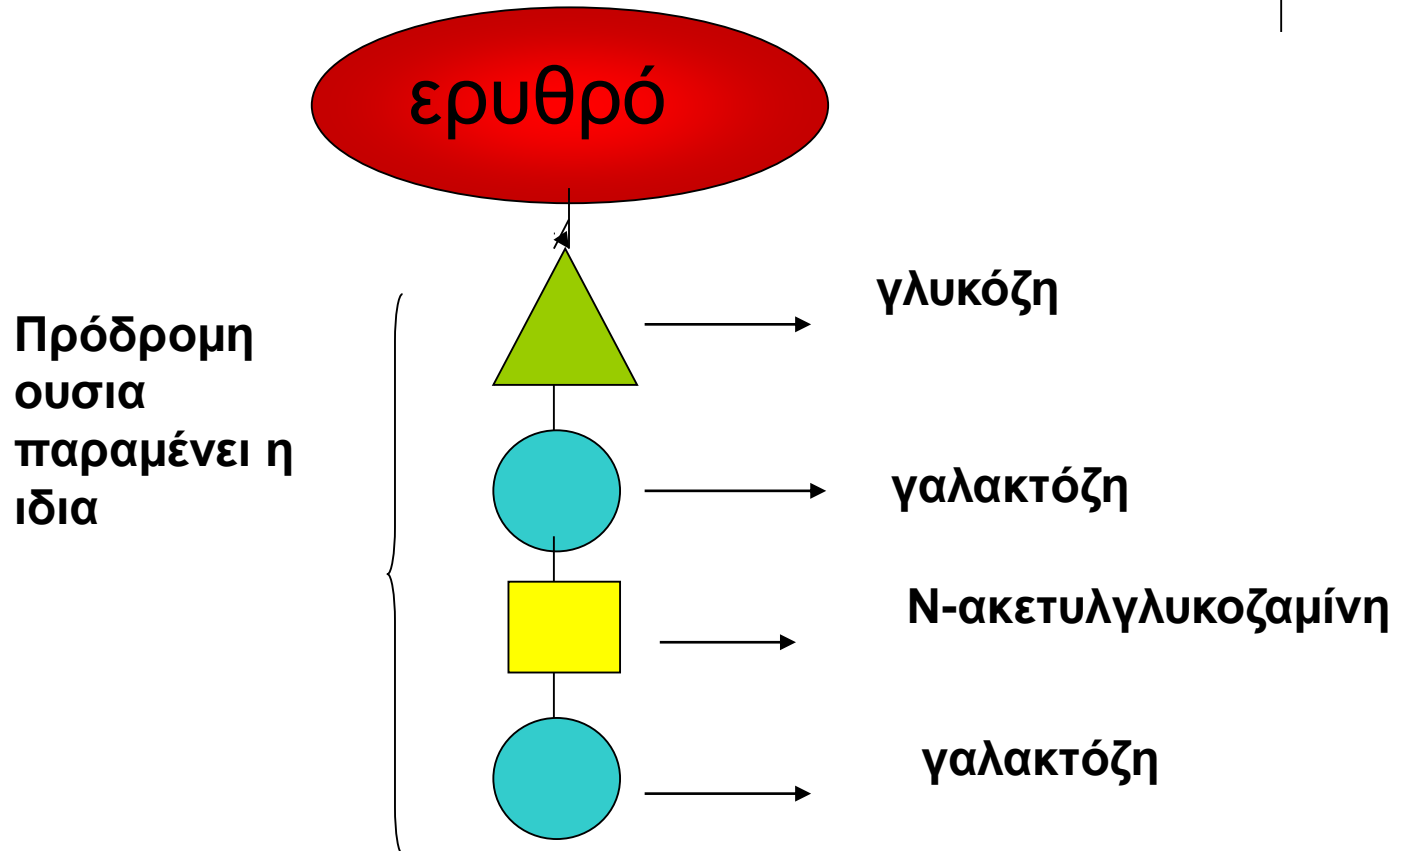 ερυθρό
γλυκόζη
Πρόδρομη
ουσια
παραμένει η
ιδια
γαλακτόζη
Ν-ακετυλγλυκοζαμίνη
γαλακτόζη